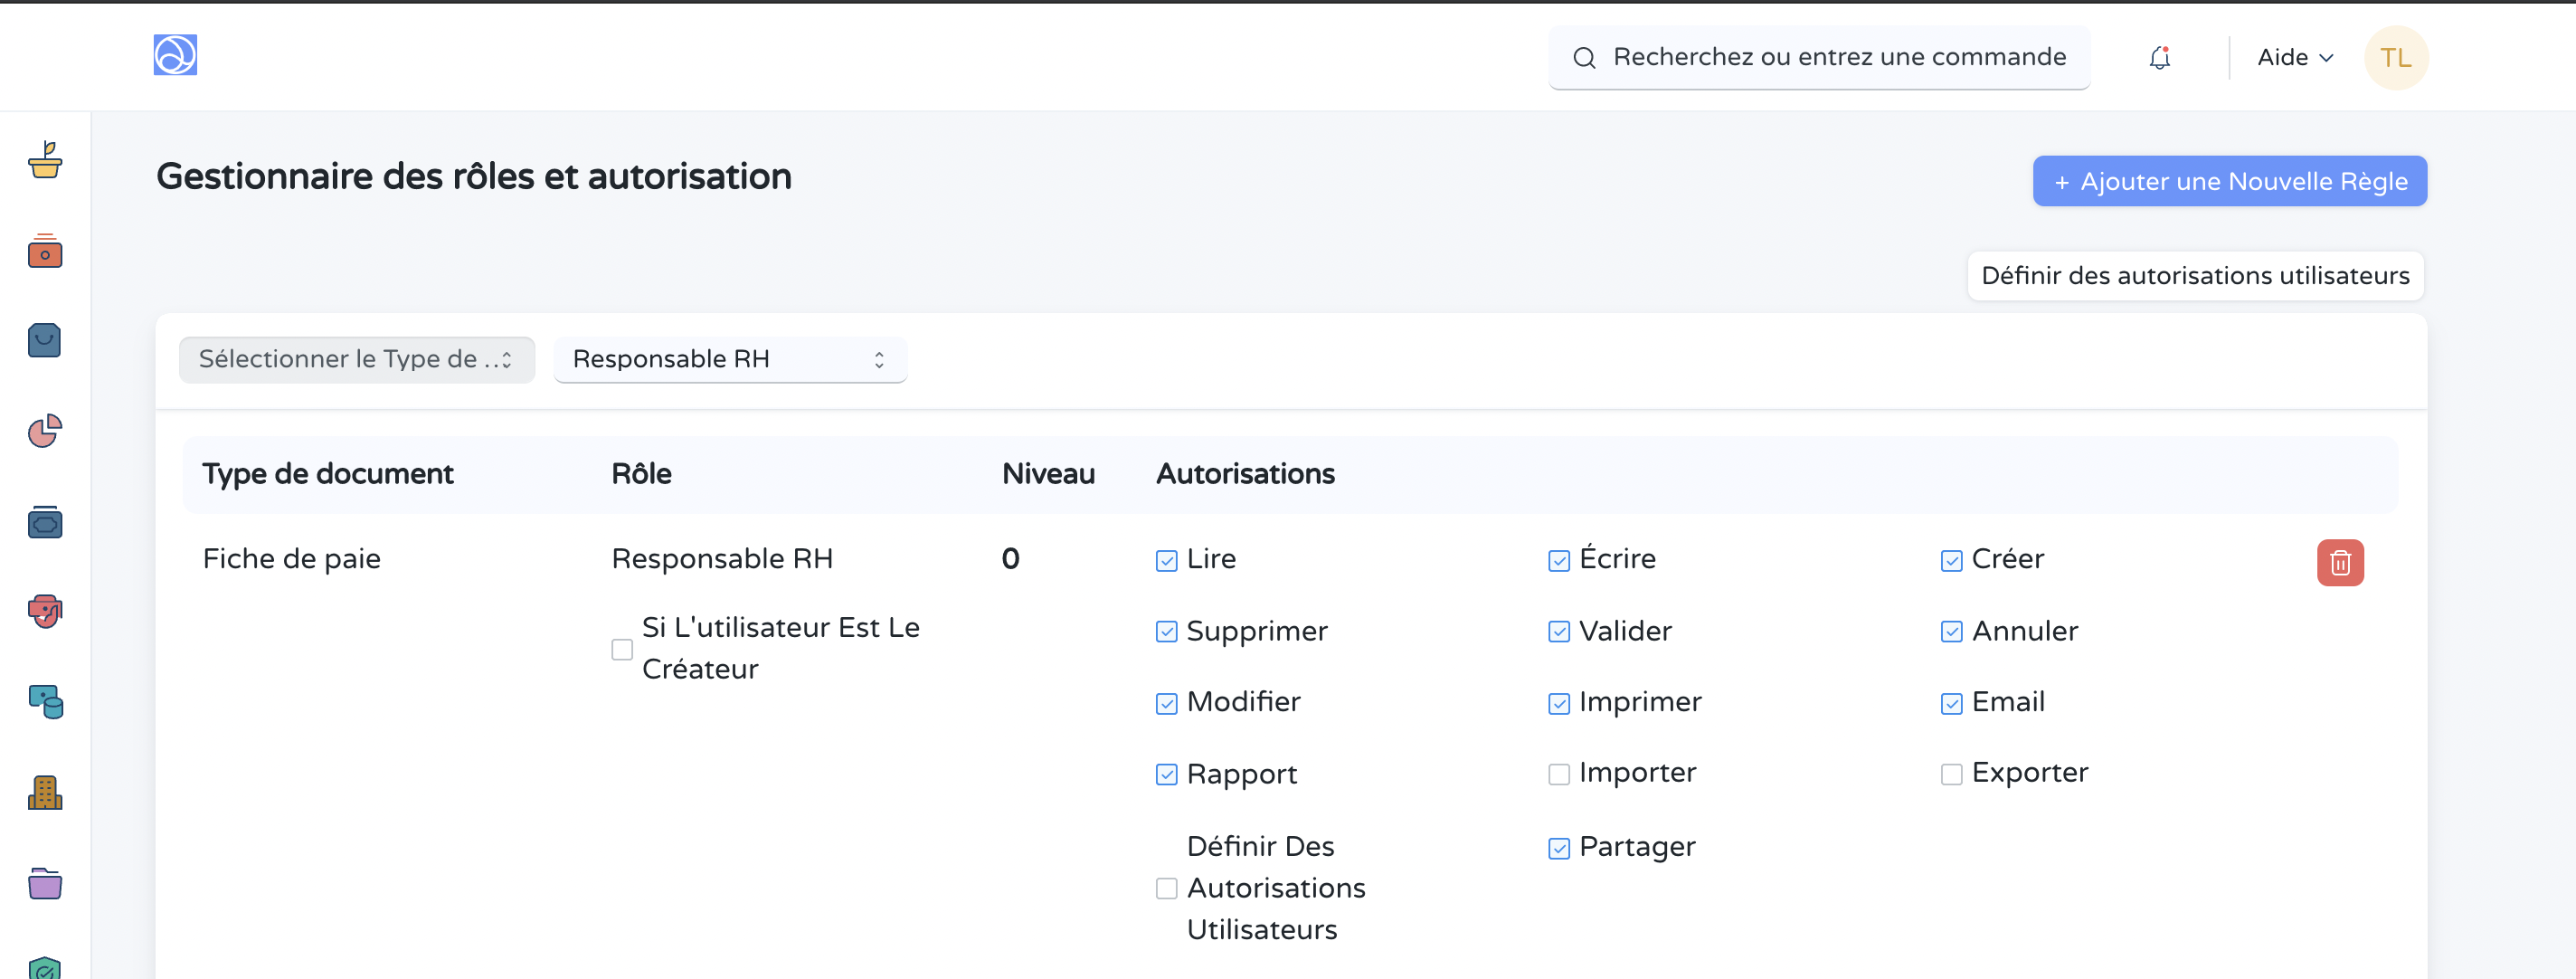 Recherchez ou entrez une commande
Aide
TL
Gestionnaire des rôles et autorisation
+ Ajouter une Nouvelle Règle
Définir des autorisations utilisateurs
Sélectionner le Type de ...
Responsable RH
Type de document Rôle Niveau Autorisations
Fiche de paie Responsable RH 0 Lire Écrire Créer
Si L'utilisateur Est Le
Créateur
Supprimer Valider Annuler
Modifier Imprimer Email
Rapport Importer Exporter
Définir Des
Autorisations
Utilisateurs
Partager